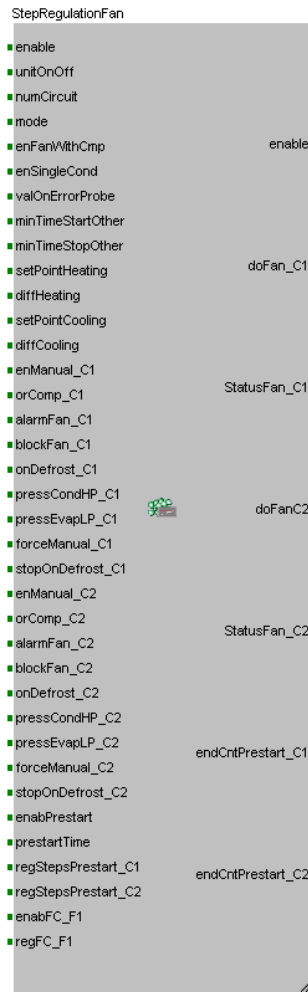 StepRegulationFan
enable
unitOnOff
numCircuit
mode
enFanWithCmp
enSingleCond
valOnErrorProbe
minTimeStartOther
minTimeStopOther
setPointHeating
diffHeating
setPointCooling
diffCooling
enManual_C1
orComp_C1
alarmFan_C1
blockFan_C1
onDefrost_C1
pressCondHP_C1
pressEvapLP_C1
forceManual_C1
stopOnDefrost_C1
enManual_C2
orComp_C2
alarmFan_C2
blockFan_C2
onDefrost_C2
pressCondHP_C2
pressEvapLP_C2
forceManual_C2
stopOnDefrost_C2
enabPrestart
prestartTime
regStepsPrestart_C1
regStepsPrestart_C2
enabFC_F1
regFC_F1
enable
doFan_C1
StatusFan_C1
doFanC2
StatusFan_C2
endCntPrestart_C1
endCntPrestart_C2